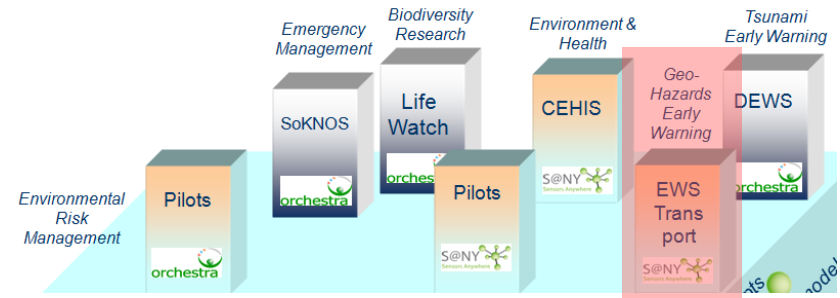 Emergency
Management
Biodiversity
Research
Environment &
Health
Tsunami
Early Warning
Geo-
Hazards
Early
Warning
SoKNOS
orchestra
Life
Watch
orchestra
CEHIS
S@NY
Sensors Anywhere
DEWS
orchestra
Environmental
Risk
Management
Pilots
orchestra
Pilots
S@NY
Sensors Anywhere
EWS
Trans
port
S@NY
Sensors Anywhere